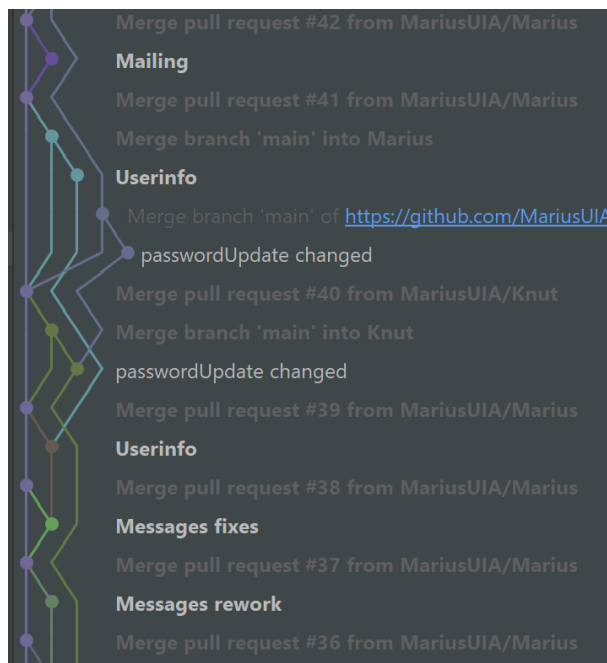 Merge pull request #42 from MariusUIA/Marius
Mailing
Merge pull request #41 from MariusUIA/Marius
Merge branch 'main' into Marius
Userinfo
Merge branch 'main' of https://github.com/MariusUIA
passwordUpdate changed
Merge pull request #40 from MariusUIA/Knut
Merge branch 'main' into Knut
passwordUpdate changed
Merge pull request #39 from MariusUIA/Marius
Userinfo
Merge pull request #38 from MariusUIA/Marius
Messages fixes
Merge pull request #37 from MariusUIA/Marius
Messages rework
Merge pull request #36 from MariusUIA/Marius